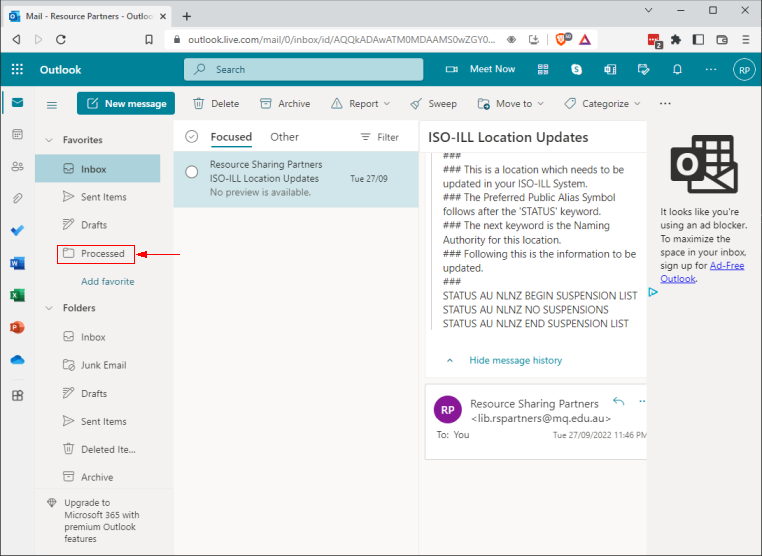 Mail - Resource Partners - Outloo
outlook.live.com/mail/0/inbox/id/AQQkADAwATM0MDAAMS0wZGY0...
2
Outlook
Search
Meet Now
RP
New message
Delete
Archive
Report
Sweep
Move to
Categorize
Favorites
Inbox
Sent Items
Drafts
Processed
Add favorite
Folders
Inbox
Junk Email
Drafts
Sent Items
Deleted Ite...
Archive
Upgrade to
Microsoft 365 with
premium Outlook
features
Focused
Other
Filter
Resource Sharing Partners
ISO-ILL Location Updates
Tue 27/09
No preview is available.
ISO-ILL Location Updates
###
### This is a location which needs to be
updated in your ISO-ILL System.
### The Preferred Public Alias Symbol
follows after the 'STATUS' keyword.
### The next keyword is the Naming
Authority for this location.
### Following this is the information to be
updated.
###
STATUS AU NLNZ BEGIN SUSPENSION LIST
STATUS AU NLNZ NO SUSPENSIONS
STATUS AU NLNZ END SUSPENSION LIST
Hide message history
RP
Resource Sharing Partners
<lib.rspartners@mq.edu.au>
To: You
Tue 27/09/2022 11:46 PM
It looks like you're
using an ad blocker.
To maximize the
space in your inbox,
sign up for Ad-Free
Outlook.